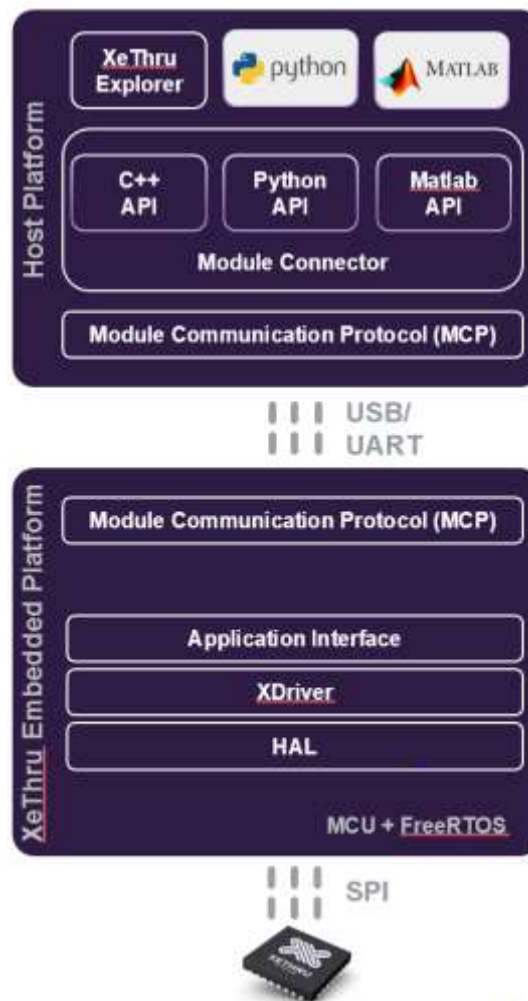 Host Platform
XeThru
Explorer
python
MATLAB
C++
API
Python
API
Matlab
API
Module Connector
Module Communication Protocol (MCP)
USB/
UART
XeThru Embedded Platform
Module Communication Protocol (MCP)
Application Interface
XDriver
HAL
MCU + FreeRTOS
SPI
XETHRU